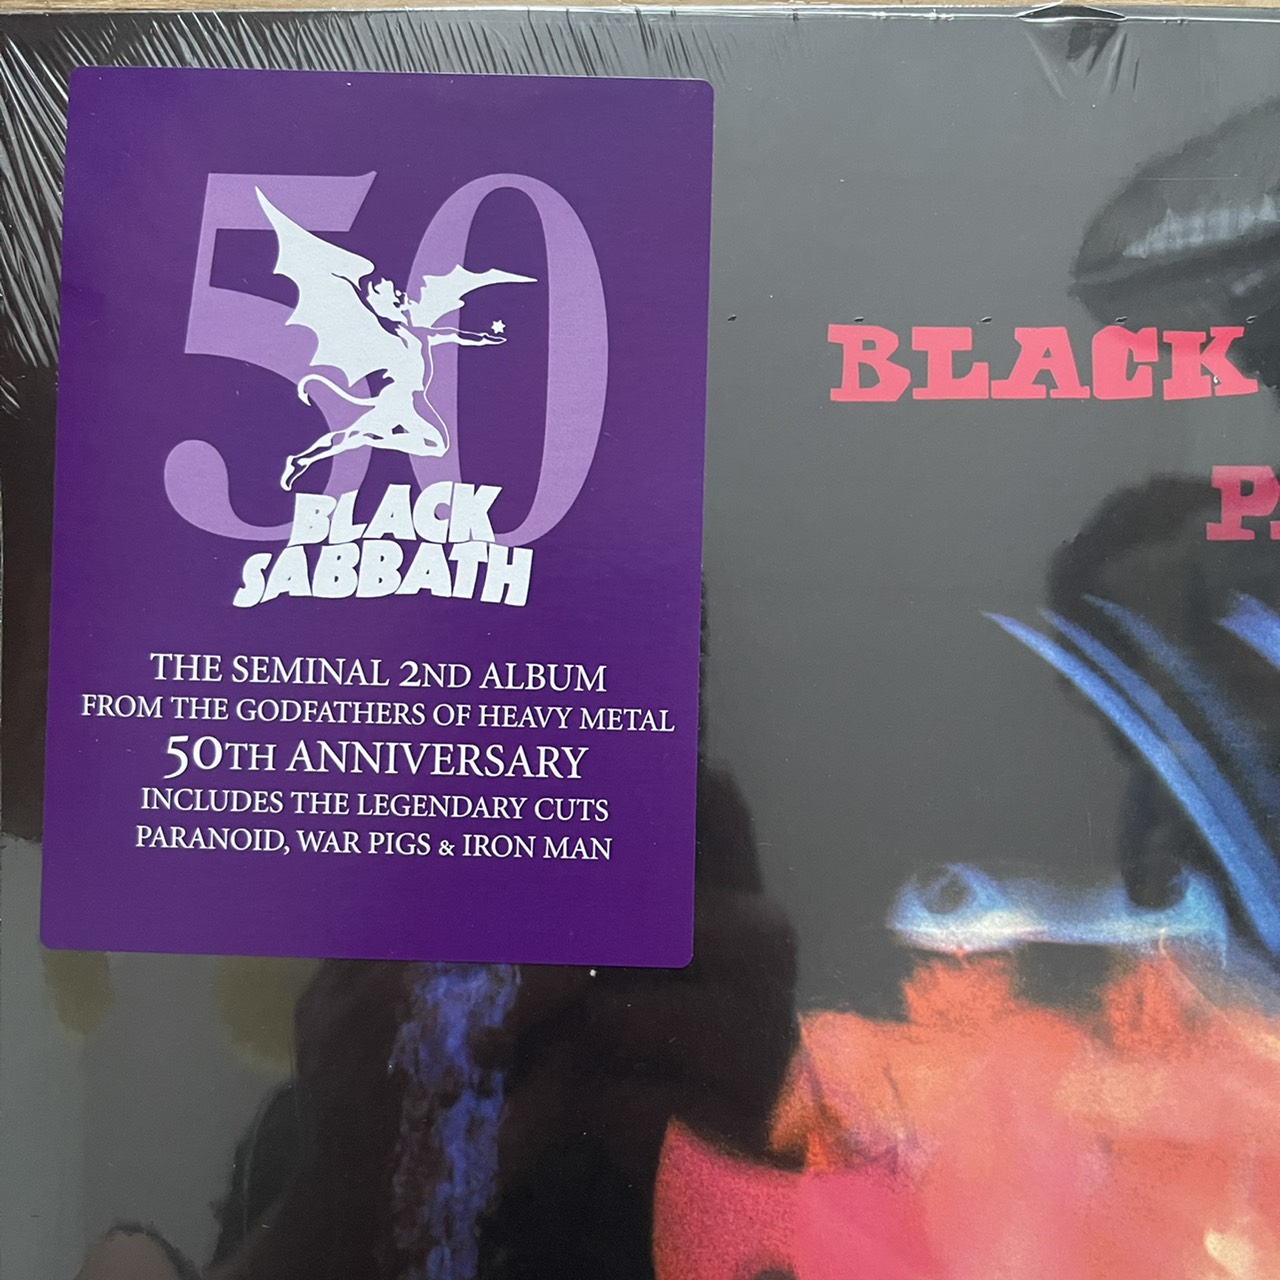 50
BLACK
SABBATH
THE SEMINAL 2ND ALBUM
FROM THE GODFATHERS OF HEAVY METAL
50TH ANNIVERSARY
INCLUDES THE LEGENDARY CUTS
PARANOID, WAR PIGS & IRON MAN
BLACK